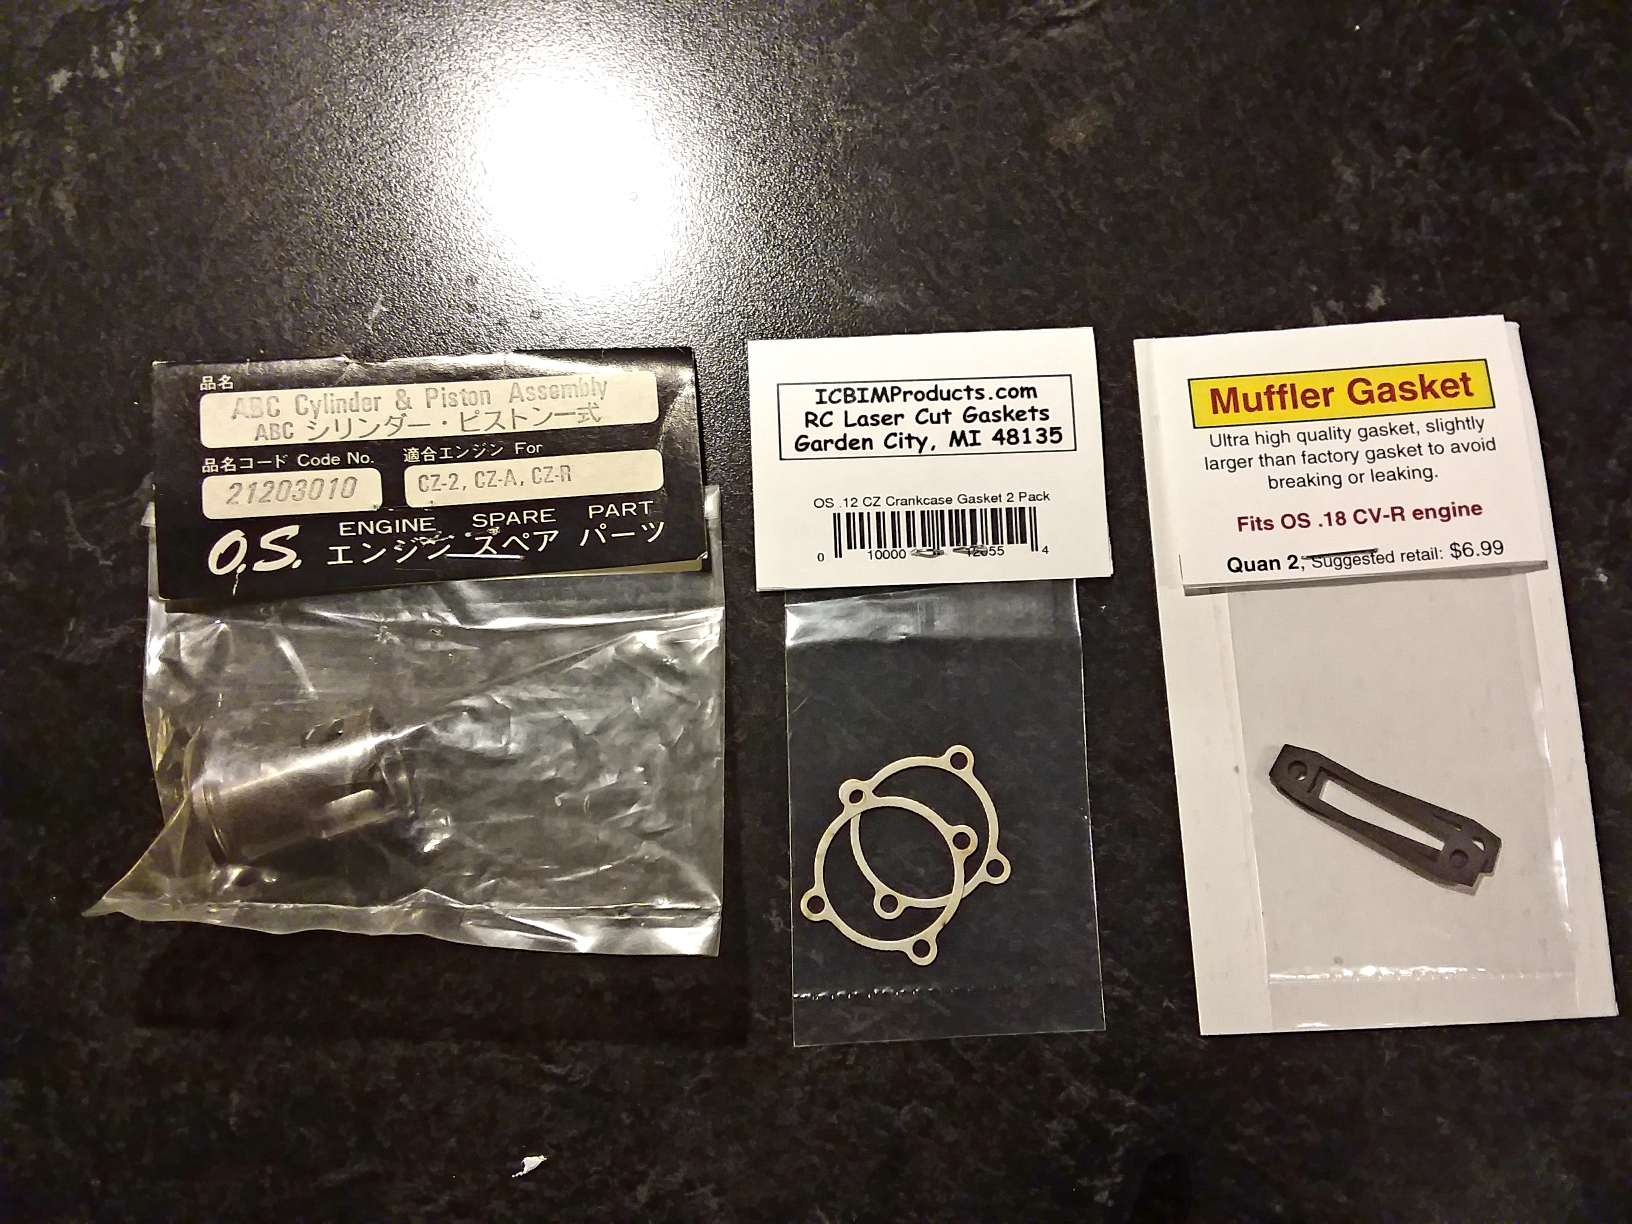 品名
ABC Cylinder & Piston Assembly
ABC シリンダー・ピストン一式
品名コード Code No.
21203010
適合エンジン For
CZ-2, CZ-A, CZ-R
O.S.
ENGINE SPARE PART
エンジン スペア パーツ
ICBIMProducts.com
RC Laser Cut Gaskets
Garden City, MI 48135
OS .12 CZ Crankcase Gasket 2 Pack
0 10000 12055 4
Muffler Gasket
Ultra high quality gasket, slightly
larger than factory gasket to avoid
breaking or leaking.
Fits OS .18 CV-R engine
Quan 2, Suggested retail: $6.99